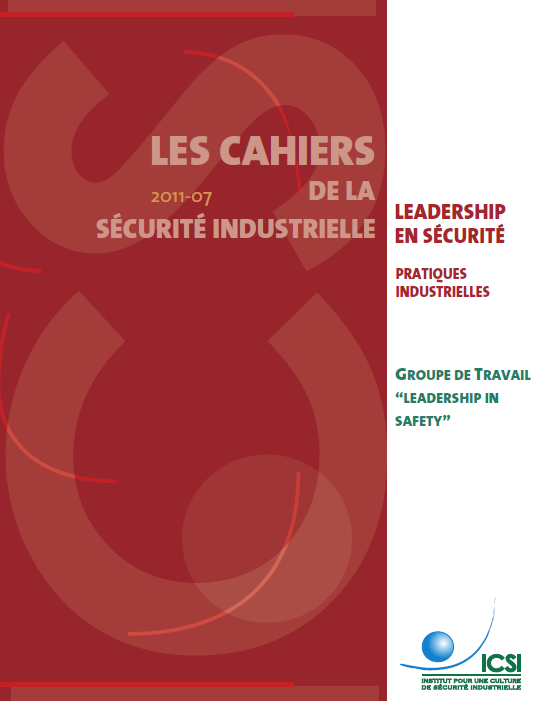 LES CAHIERS
DE LA
2011-07
SÉCURITÉ INDUSTRIELLE
LEADERSHIP
EN SÉCURITÉ
PRATIQUES
INDUSTRIELLES
GROUPE DE TRAVAIL
“LEADERSHIP IN
SAFETY”
ICSI
INSTITUT POUR UNE CULTURE
DE SÉCURITÉ INDUSTRIELLE